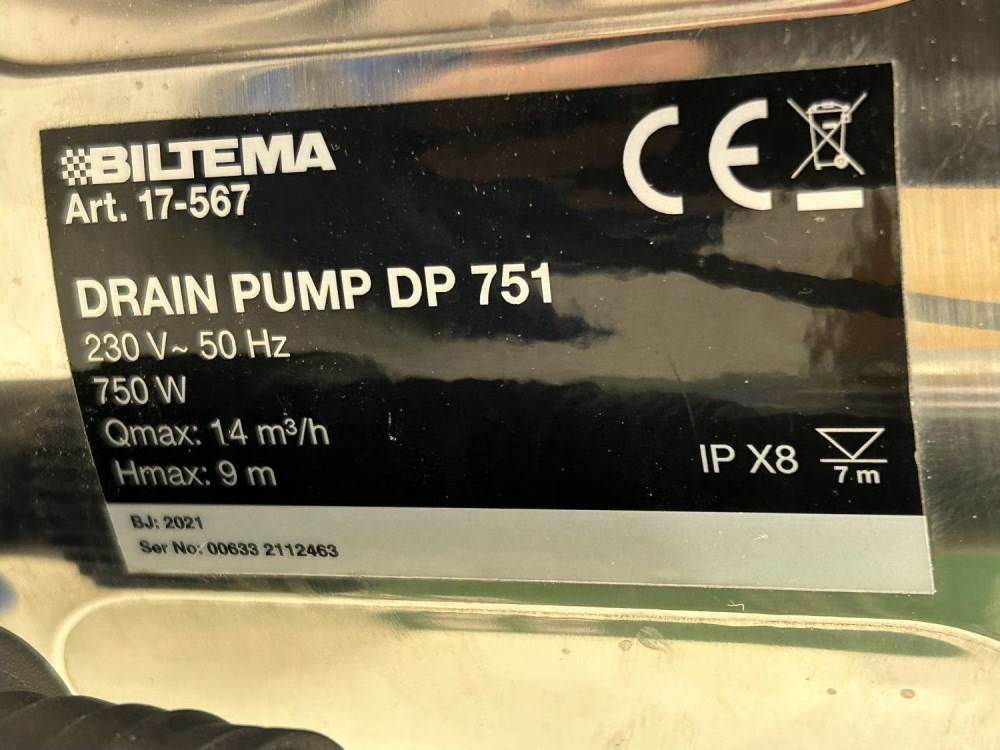 BILTEMA
Art. 17-567
CE
DRAIN PUMP DP 751
230 V~ 50 Hz
750 W
Qmax: 14 m³/h
Hmax: 9 m
IP X8
7 m
BJ: 2021
Ser No: 00633 2112463